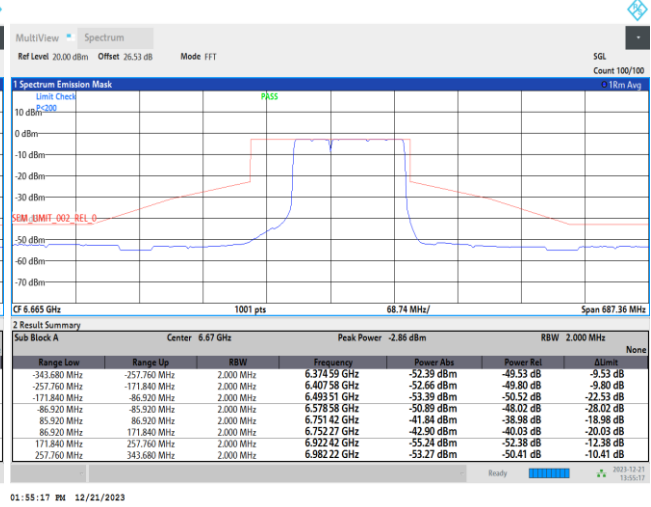 MultiView Spectrum
Ref Level 20.00 dBm Offset 26.53 dB Mode FFT SGL
Count 100/100
1 Spectrum Emission Mask 1Rm Avg
Limit Check PASS
P<200
10 dBm
0 dBm
-10 dBm
-20 dBm
-30 dBm
SEM_LIMIT_002_REL_0
-50 dBm
-60 dBm
-70 dBm
CF 6.665 GHz 1001 pts 68.74 MHz/ Span 687.36 MHz
2 Result Summary
Sub Block A Center 6.67 GHz Peak Power -2.86 dBm RBW 2.000 MHz
None
Range Low Range Up RBW Frequency Power Abs Power Rel ΔLimit
-343.680 MHz -257.760 MHz 2.000 MHz 6.374 59 GHz -52.39 dBm -49.53 dB -9.53 dB
-257.760 MHz -171.840 MHz 2.000 MHz 6.407 58 GHz -52.66 dBm -49.80 dB -9.80 dB
-171.840 MHz -86.920 MHz 2.000 MHz 6.493 51 GHz -53.39 dBm -50.52 dB -22.53 dB
-86.920 MHz -85.920 MHz 2.000 MHz 6.578 58 GHz -50.89 dBm -48.02 dB -28.02 dB
85.920 MHz 86.920 MHz 2.000 MHz 6.751 42 GHz -41.84 dBm -38.98 dB -18.98 dB
86.920 MHz 171.840 MHz 2.000 MHz 6.752 27 GHz -42.90 dBm -40.03 dB -20.03 dB
171.840 MHz 257.760 MHz 2.000 MHz 6.922 42 GHz -55.24 dBm -52.38 dB -12.38 dB
257.760 MHz 343.680 MHz 2.000 MHz 6.982 22 GHz -53.27 dBm -50.41 dB -10.41 dB
Ready 2023-12-21
13:55:17
01:55:17 PM 12/21/2023